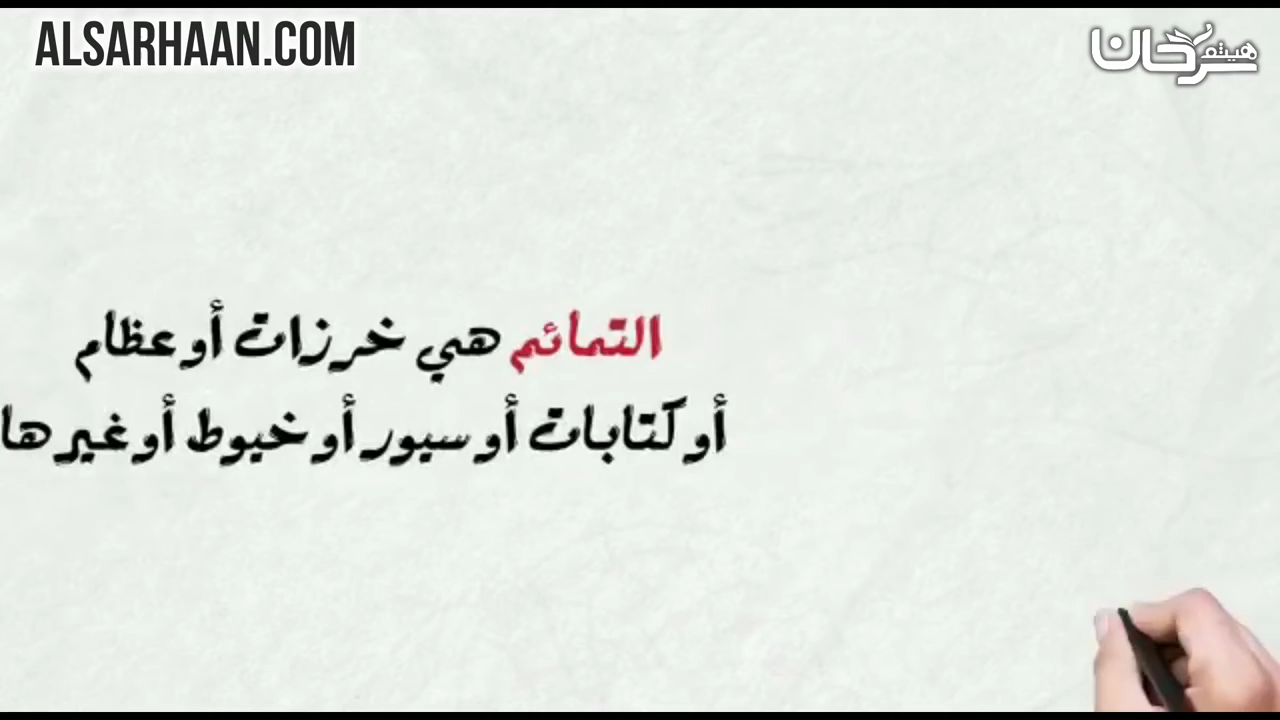 ALSARHAAN.COM
هيثم سرحان
التمائم هي خرزات أو عظام
أو كتابات أو سيور أو خيوط أو غيرها